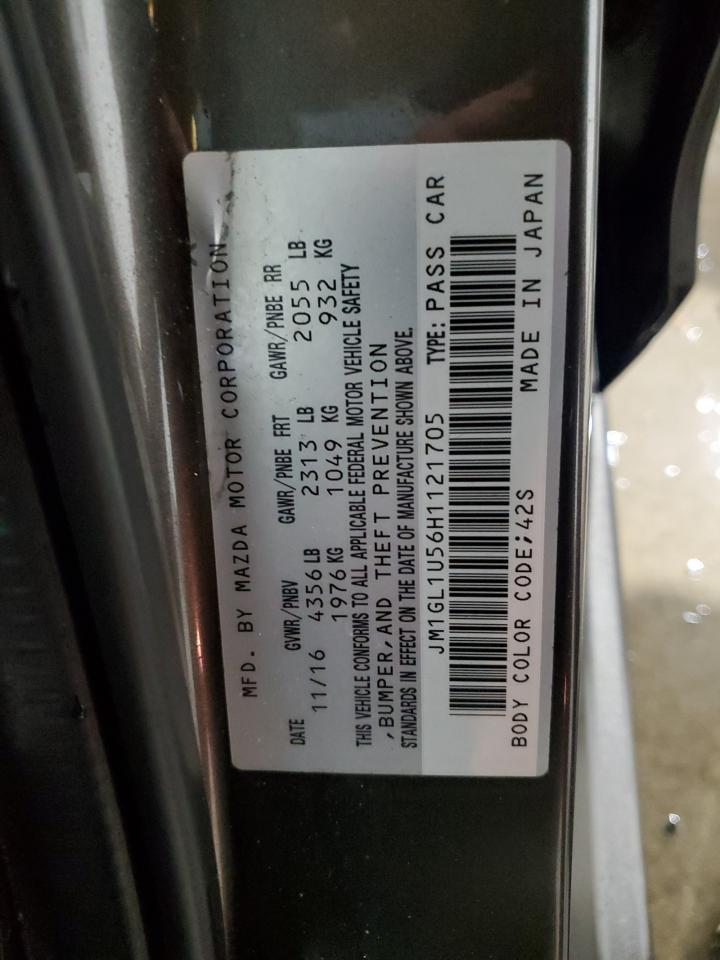 MFD. BY MAZDA MOTOR CORPORATION
DATE GVWR/PNBV GAWR/PNBE FRT GAWR/PNBE RR
11/16 4356 LB 2313 LB 2055 LB
1976 KG 1049 KG 932 KG
THIS VEHICLE CONFORMS TO ALL APPLICABLE FEDERAL MOTOR VEHICLE SAFETY
,BUMPER,AND THEFT PREVENTION
STANDARDS IN EFFECT ON THE DATE OF MANUFACTURE SHOWN ABOVE.
JM1GL1U56H1121705 TYPE: PASS CAR
BODY COLOR CODE;42S MADE IN JAPAN